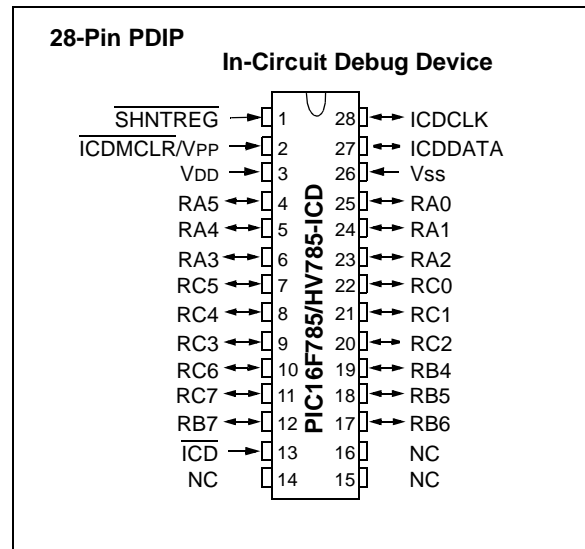 28-Pin PDIP
In-Circuit Debug Device
SHNTREG 1 28 ICDCLK
ICDMCLR/VPP 2 27 ICDDATA
VDD 3 26 Vss
RA5 4 25 RA0
RA4 5 24 RA1
RA3 6 23 RA2
RC5 7 22 RC0
RC4 8 21 RC1
RC3 9 20 RC2
RC6 10 19 RB4
RC7 11 18 RB5
RB7 12 17 RB6
ICD 13 16 NC
NC 14 15 NC
PIC16F785/HV785-ICD